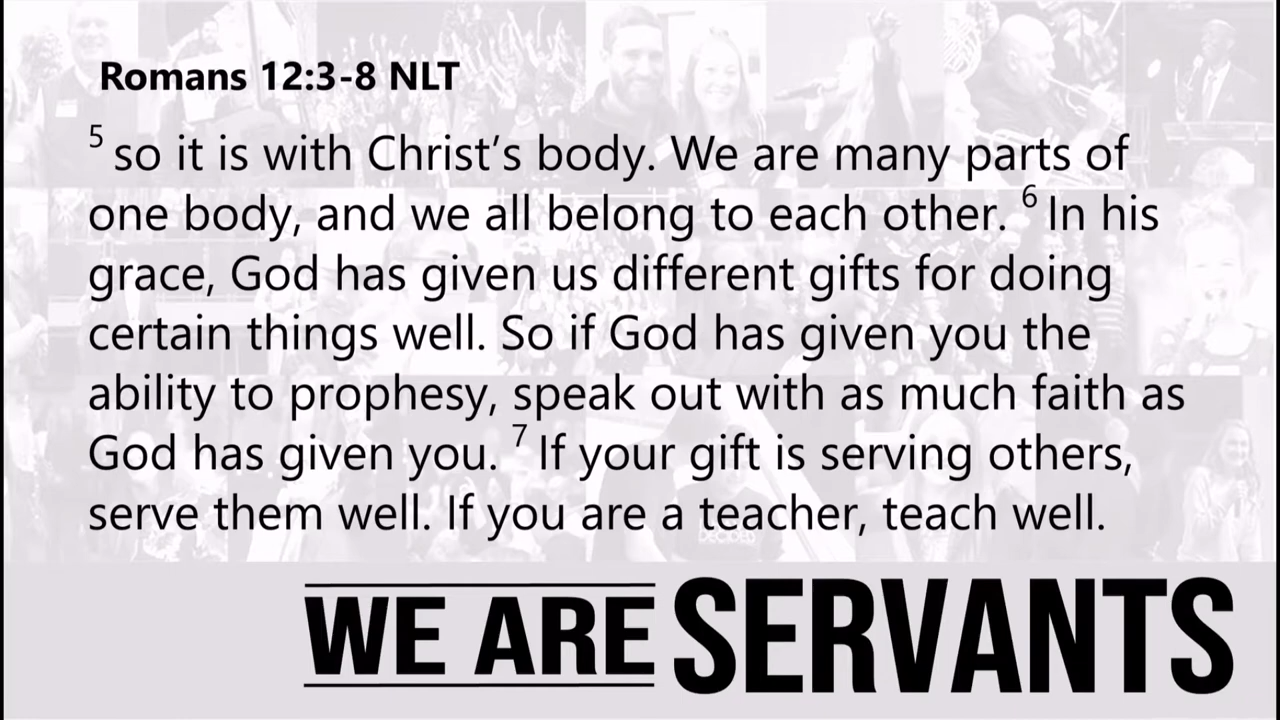 Romans 12:3-8 NLT
5 so it is with Christ’s body. We are many parts of
one body, and we all belong to each other. 6 In his
grace, God has given us different gifts for doing
certain things well. So if God has given you the
ability to prophesy, speak out with as much faith as
God has given you. 7 If your gift is serving others,
serve them well. If you are a teacher, teach well.
DECIDES
WE ARE SERVANTS